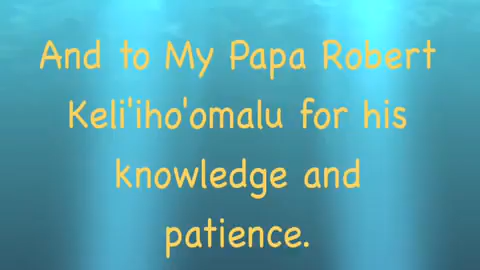 And to My Papa Robert
Keli'iho'omalu for his
knowledge and
patience.